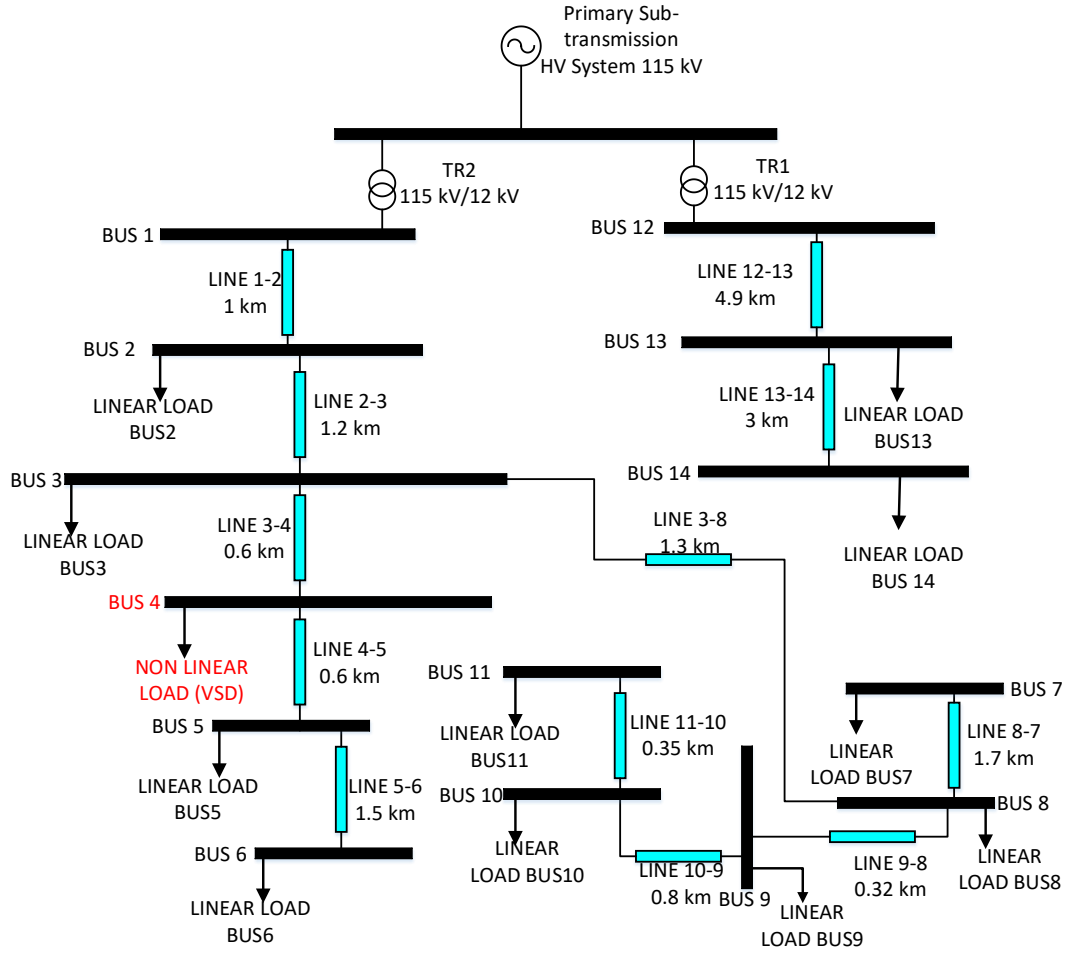 Primary Sub-
transmission
HV System 115 kV
TR2
115 kV/12 kV
TR1
115 kV/12 kV
BUS 1
BUS 12
LINE 1-2
1 km
LINE 12-13
4.9 km
BUS 2
BUS 13
LINEAR LOAD
BUS2
LINE 2-3
1.2 km
LINE 13-14
3 km
LINEAR LOAD
BUS13
BUS 3
BUS 14
LINEAR LOAD
BUS3
LINE 3-4
0.6 km
LINE 3-8
1.3 km
LINEAR LOAD
BUS 14
BUS 4
NON LINEAR
LOAD (VSD)
LINE 4-5
0.6 km
BUS 11
BUS 7
BUS 5
LINEAR LOAD
BUS11
LINE 11-10
0.35 km
LINEAR
LOAD BUS7
LINE 8-7
1.7 km
LINEAR LOAD
BUS5
LINE 5-6
1.5 km
BUS 10
BUS 8
BUS 6
LINEAR
LOAD BUS10
LINE 10-9
0.8 km
BUS 9
LINE 9-8
0.32 km
LINEAR
LOAD BUS8
LINEAR LOAD
BUS6
LINEAR
LOAD BUS9